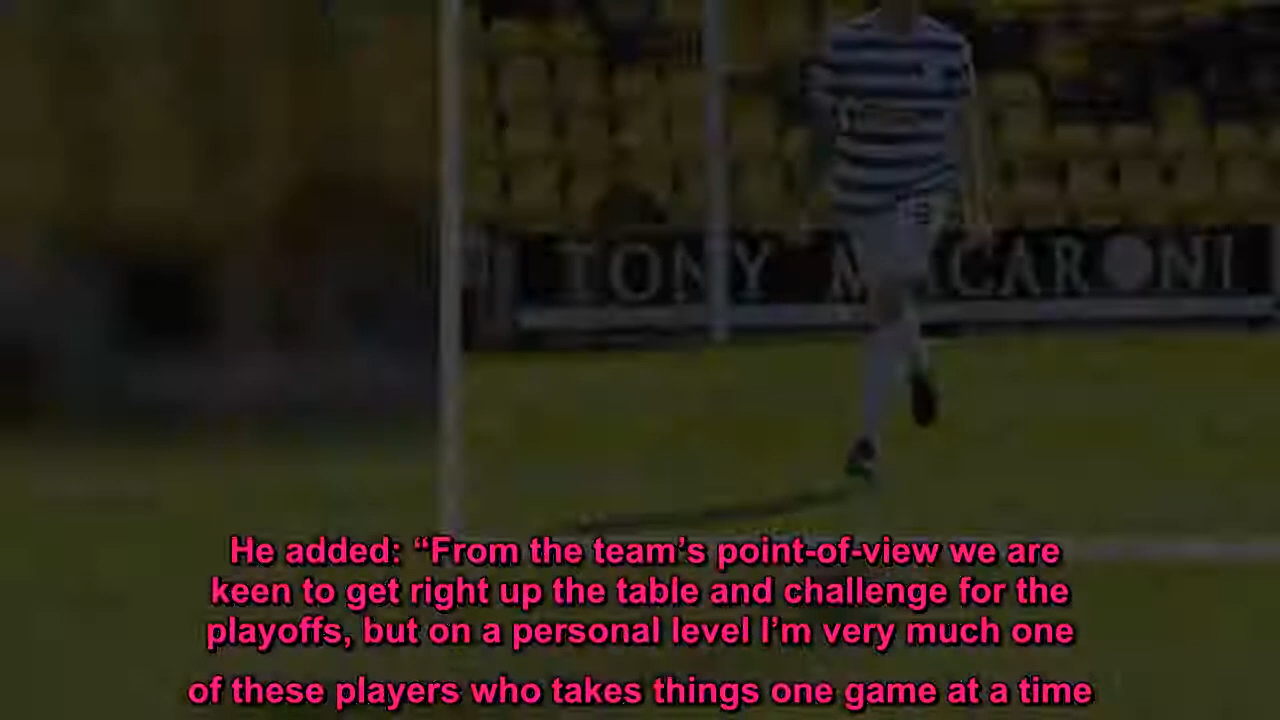 TONY MACARONI
He added: “From the team’s point-of-view we are
keen to get right up the table and challenge for the
playoffs, but on a personal level I’m very much one
of these players who takes things one game at a time